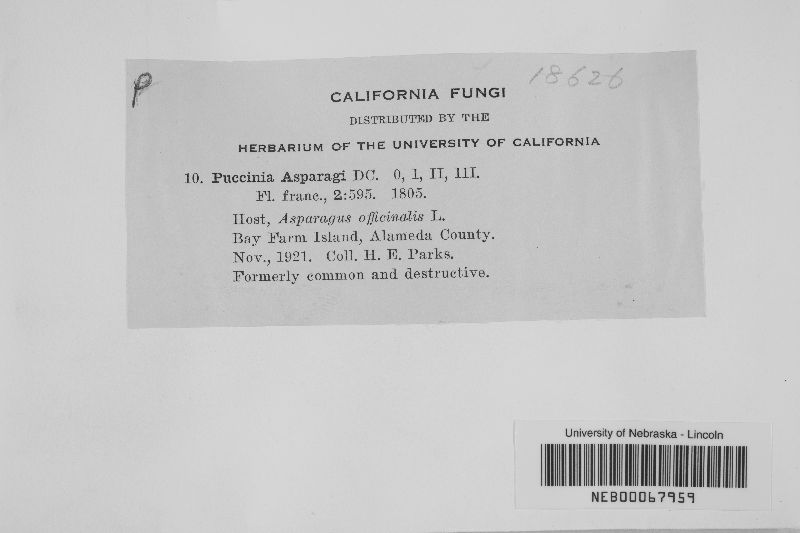 P
18626
CALIFORNIA FUNGI
DISTRIBUTED BY THE
HERBARIUM OF THE UNIVERSITY OF CALIFORNIA
10. Puccinia Asparagi DC. 0, I, II, III.
Fl. franc., 2:595. 1805.
Host, Asparagus officinalis L.
Bay Farm Island, Alameda County.
Nov., 1921. Coll. H. E. Parks.
Formerly common and destructive.
University of Nebraska - Lincoln
NEB00067959